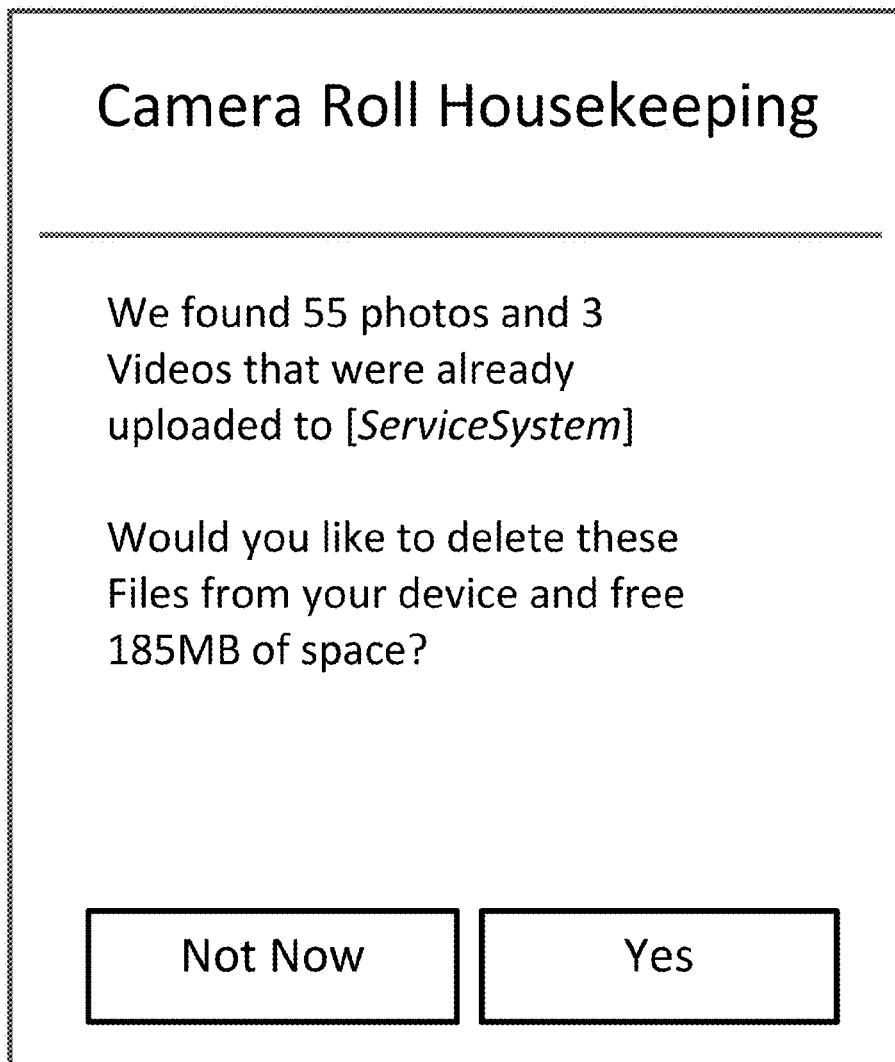 Camera Roll Housekeeping
We found 55 photos and 3
Videos that were already
uploaded to [ServiceSystem]
Would you like to delete these
Files from your device and free
185MB of space?
Not Now
Yes